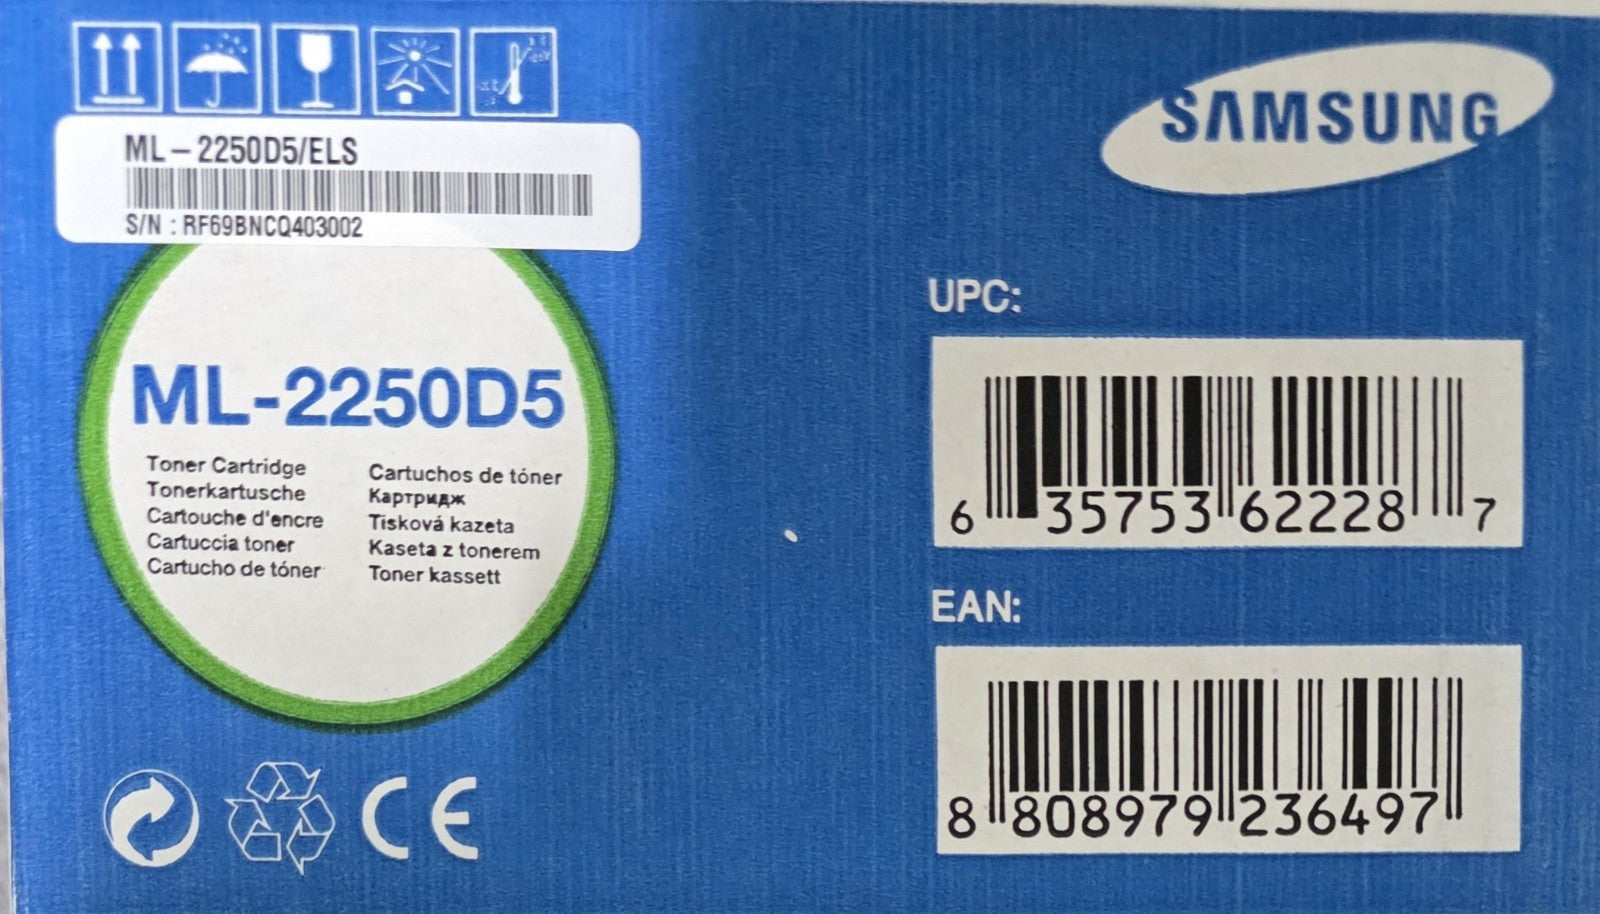 ML-2250D5/ELS
S/N : RF69BNCQ403002
SAMSUNG
ML-2250D5
Toner Cartridge
Tonerkartusche
Cartouche d'encre
Cartuccia toner
Cartucho de tóner
Cartuchos de tóner
Картридж
Tisková kazeta
Kaseta z tonerem
Toner kassett
CE
UPC:
6 35753 62228 7
EAN:
8 808979 236497